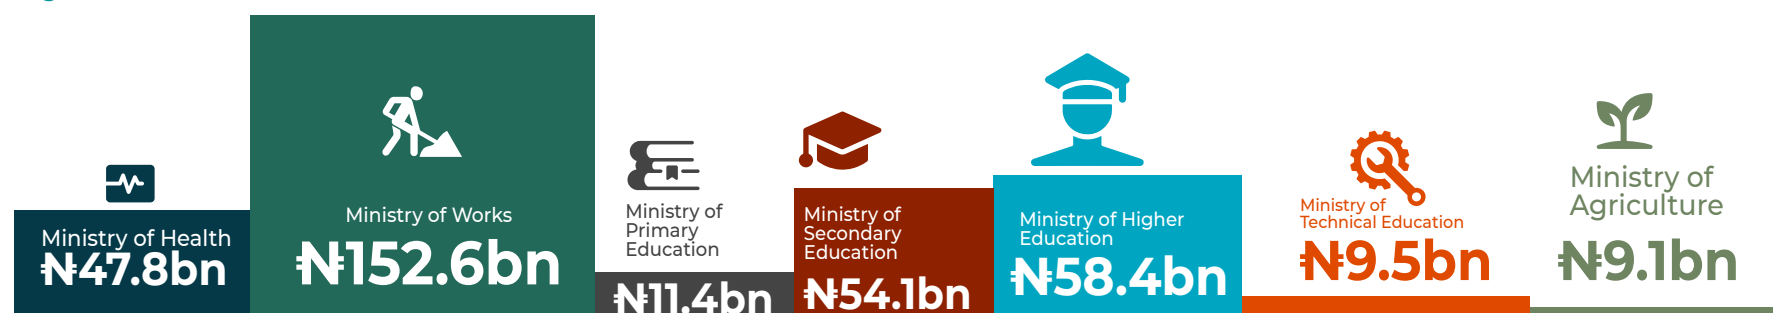 Ministry of Health
₦47.8bn
Ministry of Works
₦152.6bn
Ministry of
Primary
Education
₦11.4bn
Ministry of
Secondary
Education
₦54.1bn
Ministry of Higher
Education
₦58.4bn
Ministry of
Technical Education
₦9.5bn
Ministry of
Agriculture
₦9.1bn